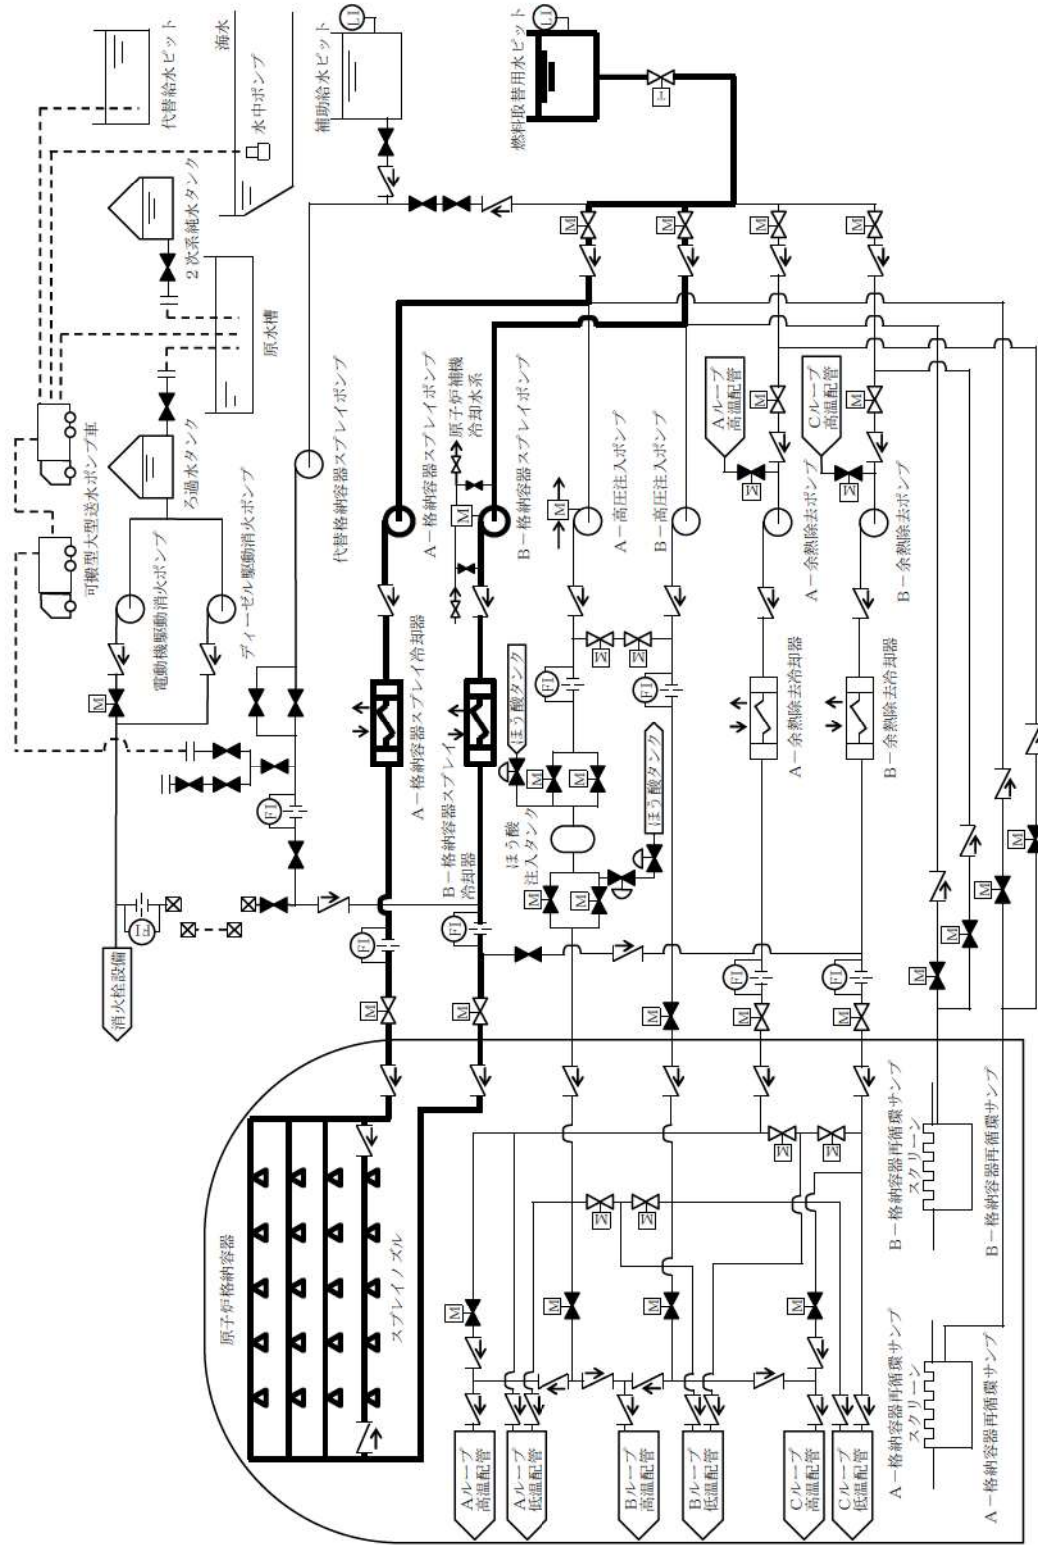 代替給水ピット
海水
水中ポンプ
2次系純水タンク
原水槽
可搬型大型送水ポンプ車
ろ過水タンク
電動機駆動消火ポンプ
ディーゼル駆動消火ポンプ
消火栓設備
FI
M
補助給水ピット
LI
燃料取替用水ピット
LI
I
M
M
M
M
代替格納容器スプレイポンプ
A-格納容器スプレイポンプ
原子炉補機
冷却水系
M
B-格納容器スプレイポンプ
M
A-高圧注入ポンプ
B-高圧注入ポンプ
Aループ
高温配管
M
M
Cループ
高温配管
M
M
A-余熱除去ポンプ
B-余熱除去ポンプ
FI
A-格納容器スプレイ冷却器
B-格納容器スプレイ
冷却器
ほう酸タンク
ほう酸
注入タンク
ほう酸タンク
FI
FI
M
M
M
M
M
M
A-余熱除去冷却器
B-余熱除去冷却器
FI
FI
FI
FI
M
M
M
M
M
M
M
M
M
原子炉格納容器
スプレイノズル
M
M
M
M
M
M
M
M
Aループ
高温配管
Aループ
低温配管
Bループ
高温配管
Bループ
低温配管
Cループ
高温配管
Cループ
低温配管
B-格納容器再循環サンプ
スクリーン
B-格納容器再循環サンプ
A-格納容器再循環サンプ
スクリーン
A-格納容器再循環サンプ